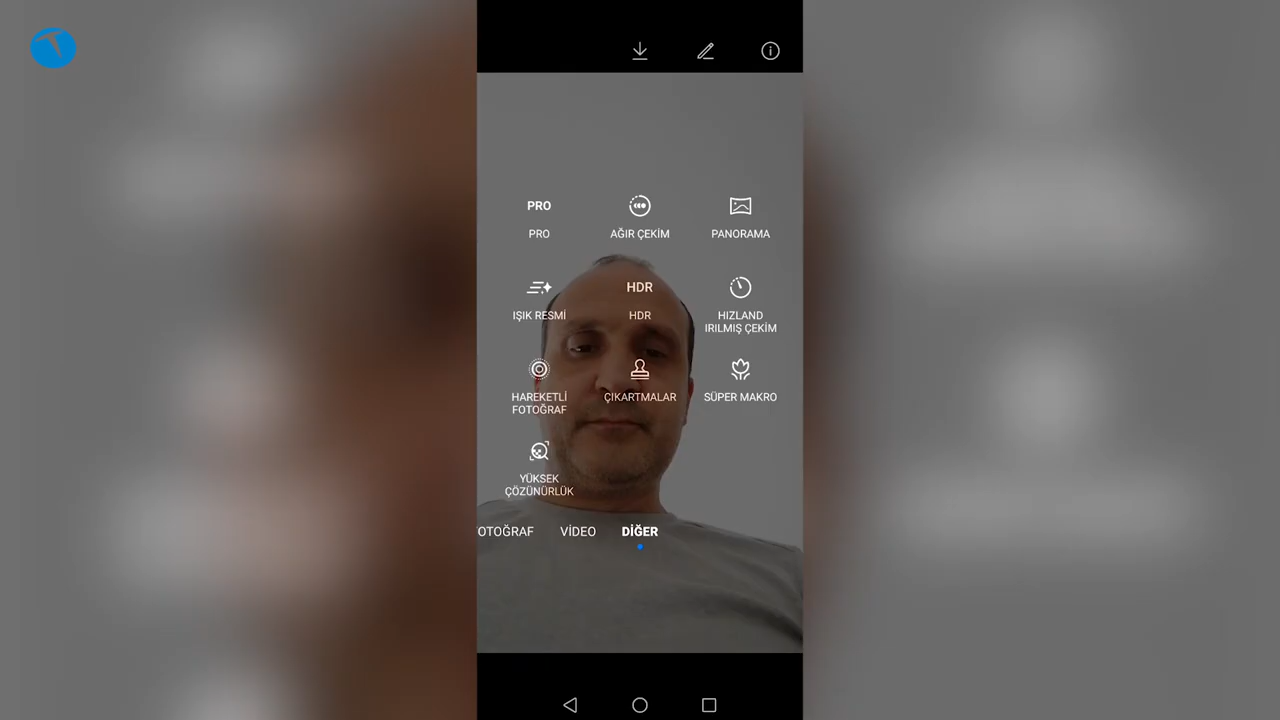 PRO
PRO
AĞIR ÇEKİM
PANORAMA
IŞIK RESMİ
HDR
HDR
HIZLAND
IRILMIŞ ÇEKİM
HAREKETLİ
FOTOĞRAF
ÇIKARTMALAR
SÜPER MAKRO
YÜKSEK
ÇÖZÜNÜRLÜK
OTOĞRAF
VİDEO
DİĞER